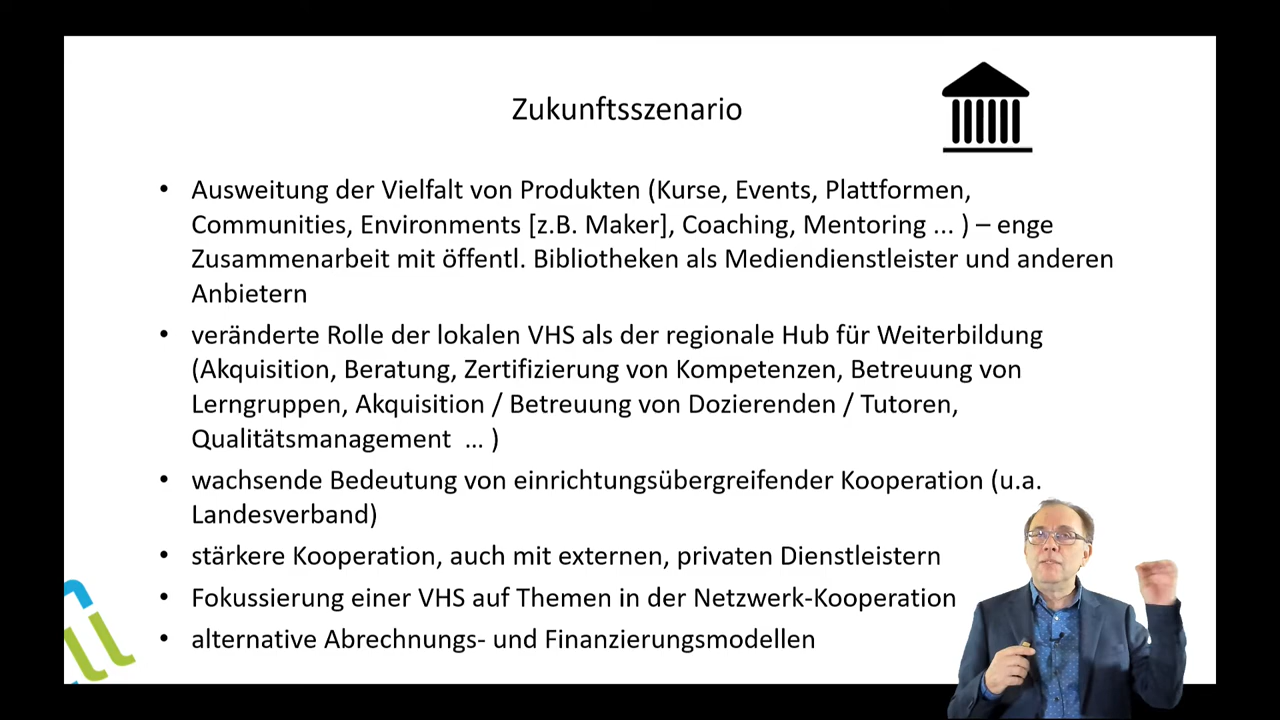 Zukunftsszenario
• Ausweitung der Vielfalt von Produkten (Kurse, Events, Plattformen,
Communities, Environments [z.B. Maker], Coaching, Mentoring ... ) – enge
Zusammenarbeit mit öffentl. Bibliotheken als Mediendienstleister und anderen
Anbietern
• veränderte Rolle der lokalen VHS als der regionale Hub für Weiterbildung
(Akquisition, Beratung, Zertifizierung von Kompetenzen, Betreuung von
Lerngruppen, Akquisition / Betreuung von Dozierenden / Tutoren,
Qualitätsmanagement ... )
• wachsende Bedeutung von einrichtungsübergreifender Kooperation (u.a.
Landesverband)
• stärkere Kooperation, auch mit externen, privaten Dienstleistern
• Fokussierung einer VHS auf Themen in der Netzwerk-Kooperation
• alternative Abrechnungs- und Finanzierungsmodellen